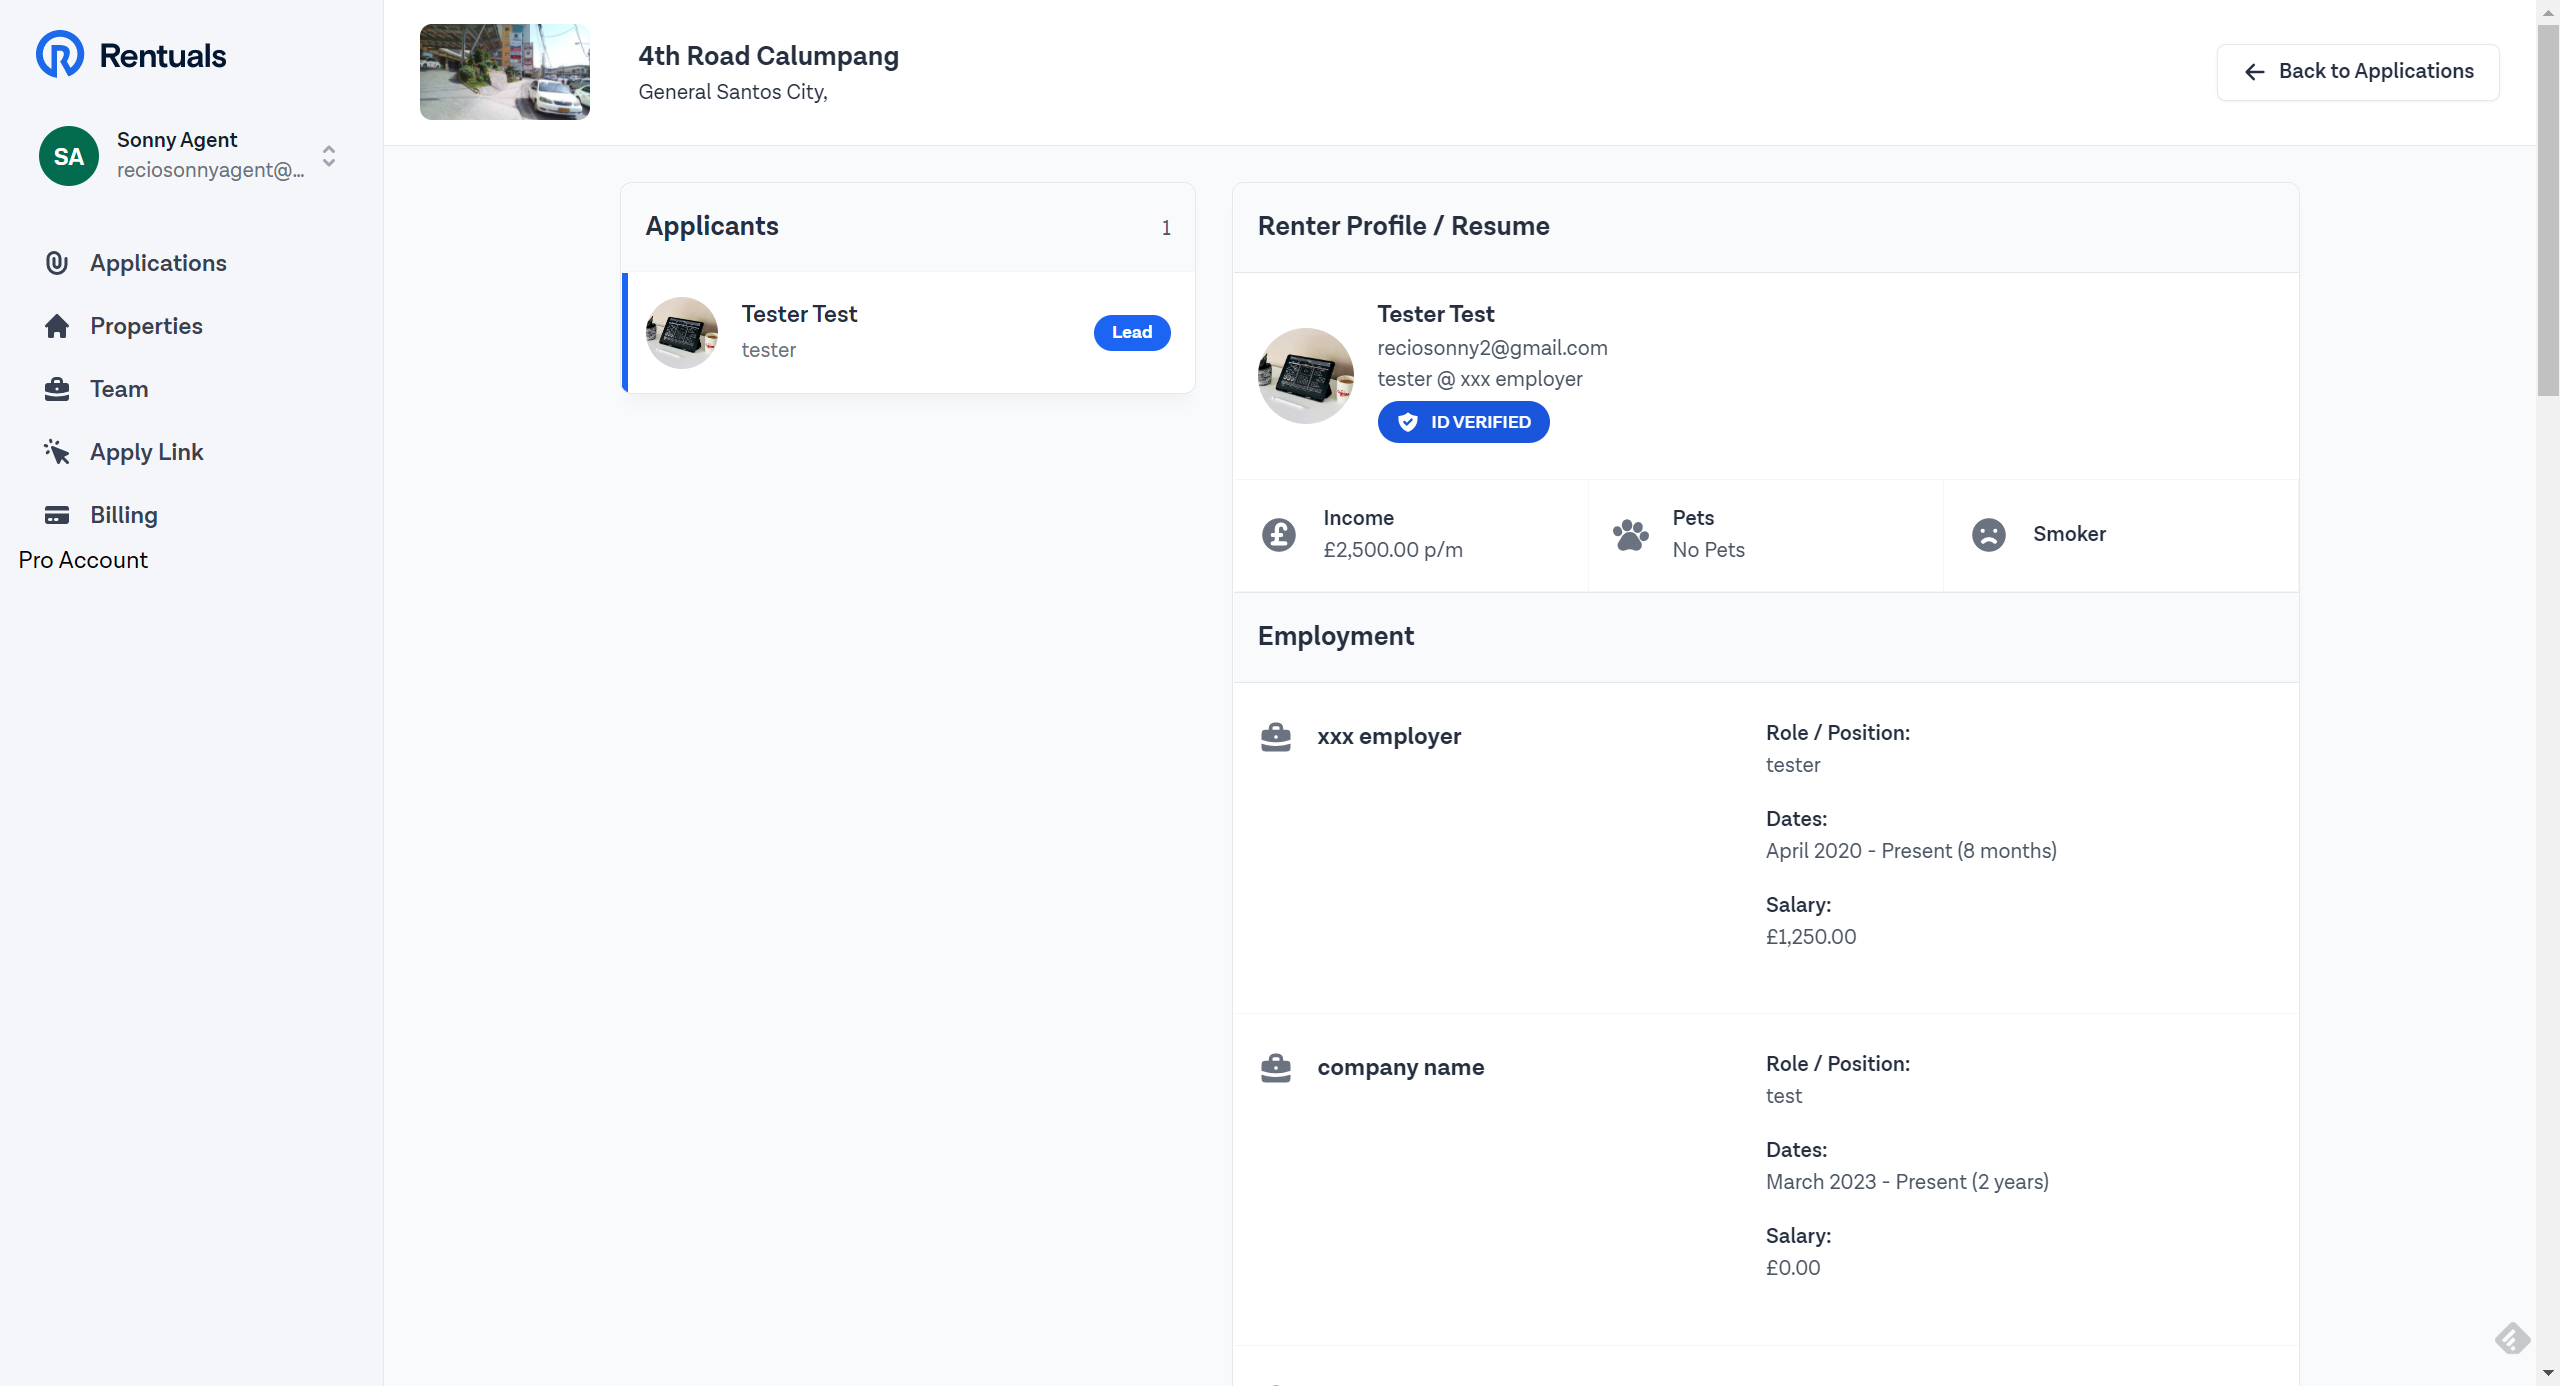 Rentuals
SA
Sonny Agent
reciosonnyagent@...
Applications
Properties
Team
Apply Link
Billing
Pro Account
4th Road Calumpang
General Santos City,
Back to Applications
Applicants
1
Tester Test
tester
Lead
Renter Profile / Resume
Tester Test
reciosonny2@gmail.com
tester @ xxx employer
ID VERIFIED
Income
£2,500.00 p/m
Pets
No Pets
Smoker
Employment
xxx employer
Role / Position:
tester
Dates:
April 2020 - Present (8 months)
Salary:
£1,250.00
company name
Role / Position:
test
Dates:
March 2023 - Present (2 years)
Salary:
£0.00